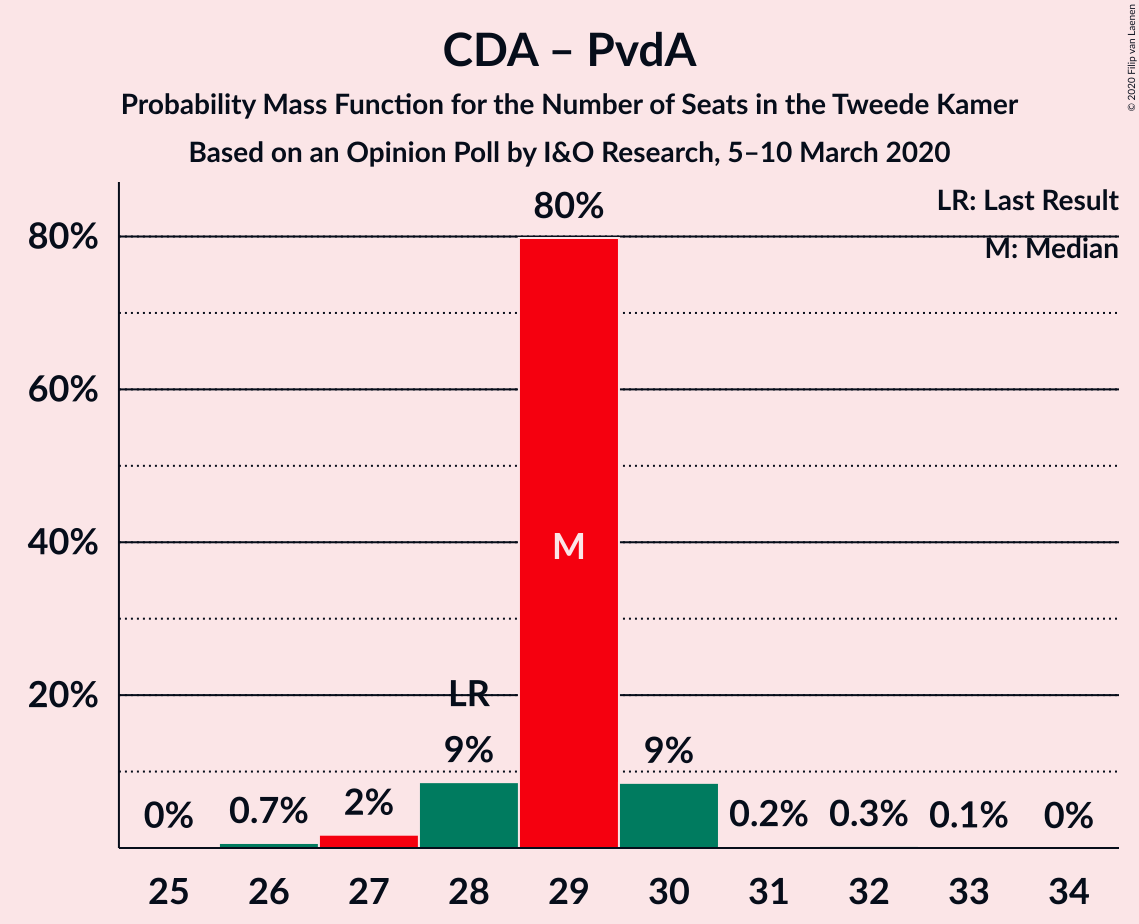 CDA – PvdA
Probability Mass Function for the Number of Seats in the Tweede Kamer
Based on an Opinion Poll by I&O Research, 5–10 March 2020
© 2020 Filip van Laenen
LR: Last Result
M: Median
80%
60%
40%
20%
0%
0.7%
2%
LR
9%
80%
M
9%
0.2%
0.3%
0.1%
0%
25 26 27 28 29 30 31 32 33 34